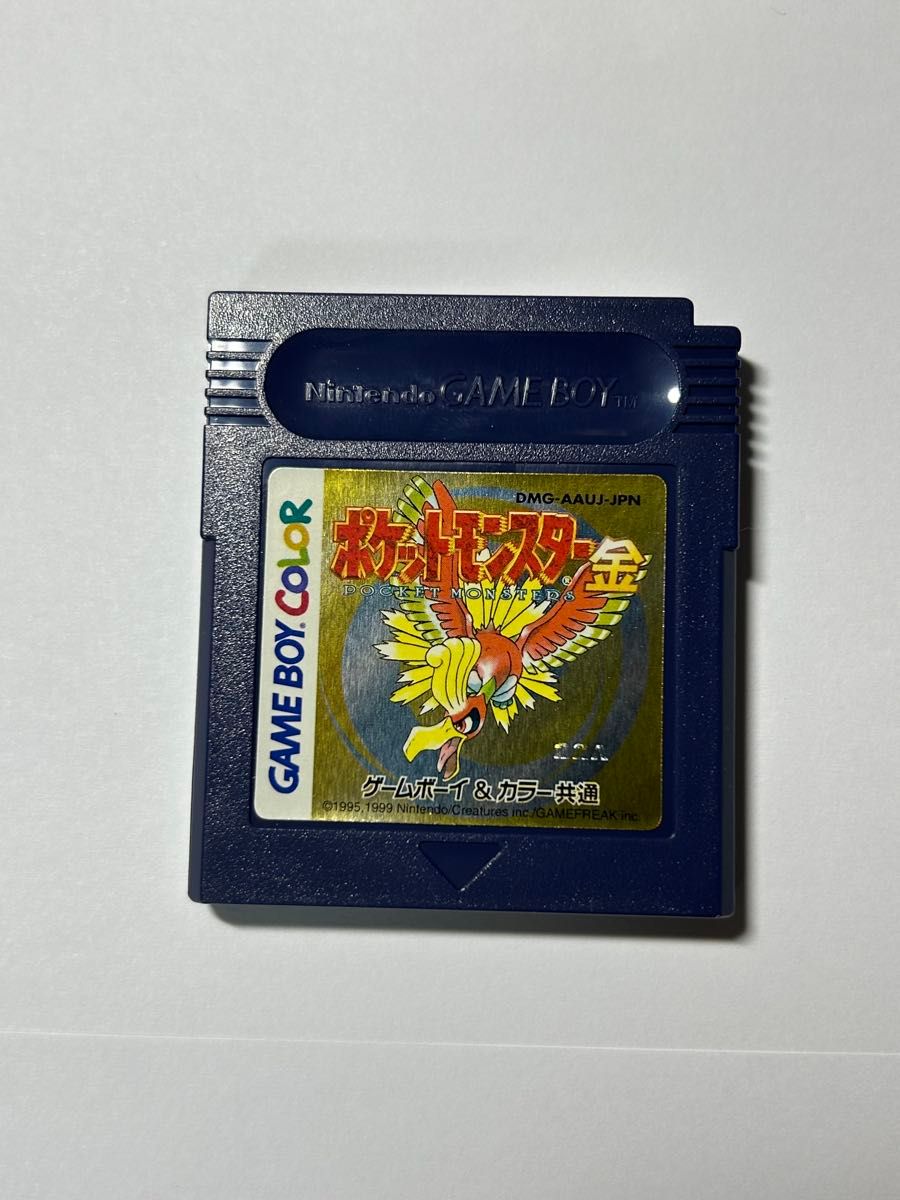 Nintendo GAME BOY TM
DMG-AAUJ-JPN
ポケットモンスター金
®
POCKET MONSTERS
GAME BOY COLOR
ゲームボーイ&カラー共通
©1995,1999 Nintendo/Creatures inc./GAMEFREAK inc.